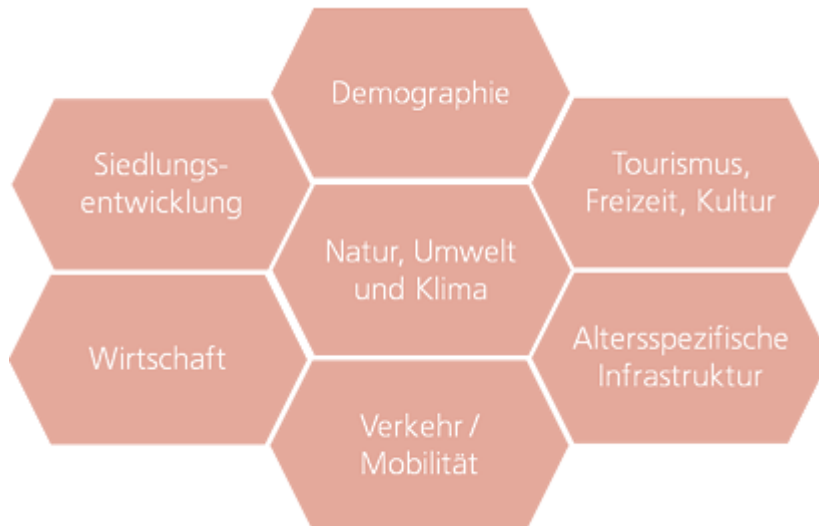 Demographie
Siedlungs-
entwicklung
Tourismus,
Freizeit, Kultur
Natur, Umwelt
und Klima
Wirtschaft
Altersspezifische
Infrastruktur
Verkehr /
Mobilität